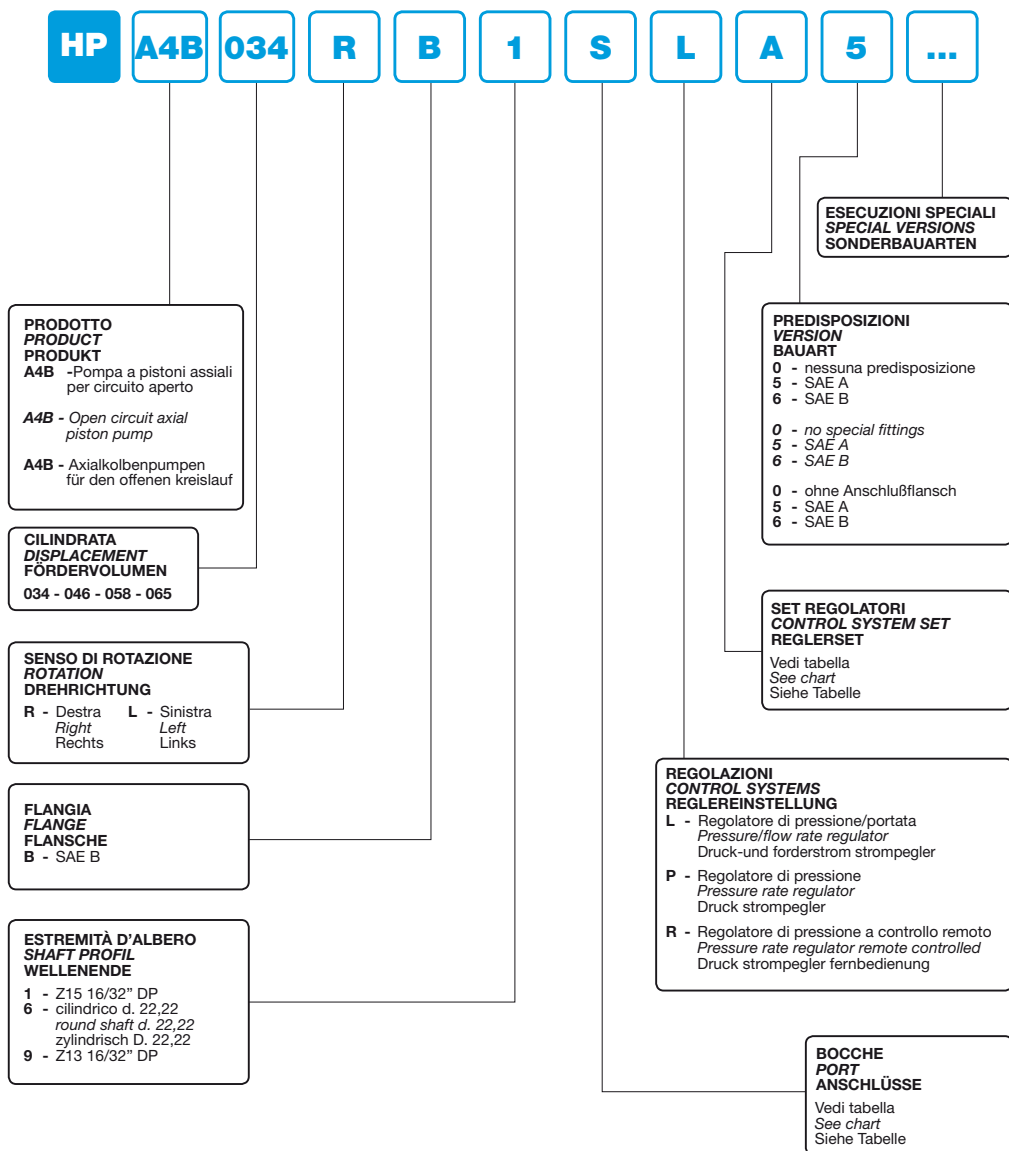 HP A4B 034 R B 1 S L A 5 ...
ESECUZIONI SPECIALI
SPECIAL VERSIONS
SONDERBAUARTEN
PRODOTTO
PRODUCT
PRODUKT
A4B -Pompa a pistoni assiali
per circuito aperto
A4B - Open circuit axial
piston pump
A4B - Axialkolbenpumpen
für den offenen kreislauf
PREDISPOSIZIONI
VERSION
BAUART
0 - nessuna predisposizione
5 - SAE A
6 - SAE B
0 - no special fittings
5 - SAE A
6 - SAE B
0 - ohne Anschlußflansch
5 - SAE A
6 - SAE B
CILINDRATA
DISPLACEMENT
FÖRDERVOLUMEN
034 - 046 - 058 - 065
SET REGOLATORI
CONTROL SYSTEM SET
REGLERSET
Vedi tabella
See chart
Siehe Tabelle
SENSO DI ROTAZIONE
ROTATION
DREHRICHTUNG
R - Destra L - Sinistra
Right Left
Rechts Links
REGOLAZIONI
CONTROL SYSTEMS
REGLEREINSTELLUNG
L - Regolatore di pressione/portata
Pressure/flow rate regulator
Druck-und forderstrom strompegler
P - Regolatore di pressione
Pressure rate regulator
Druck strompegler
R - Regolatore di pressione a controllo remoto
Pressure rate regulator remote controlled
Druck strompegler fernbedienung
FLANGIA
FLANGE
FLANSCHE
B - SAE B
ESTREMITÀ D'ALBERO
SHAFT PROFIL
WELLENENDE
1 - Z15 16/32" DP
6 - cilindrico d. 22,22
round shaft d. 22,22
zylindrisch D. 22,22
9 - Z13 16/32" DP
BOCCHE
PORT
ANSCHLÜSSE
Vedi tabella
See chart
Siehe Tabelle